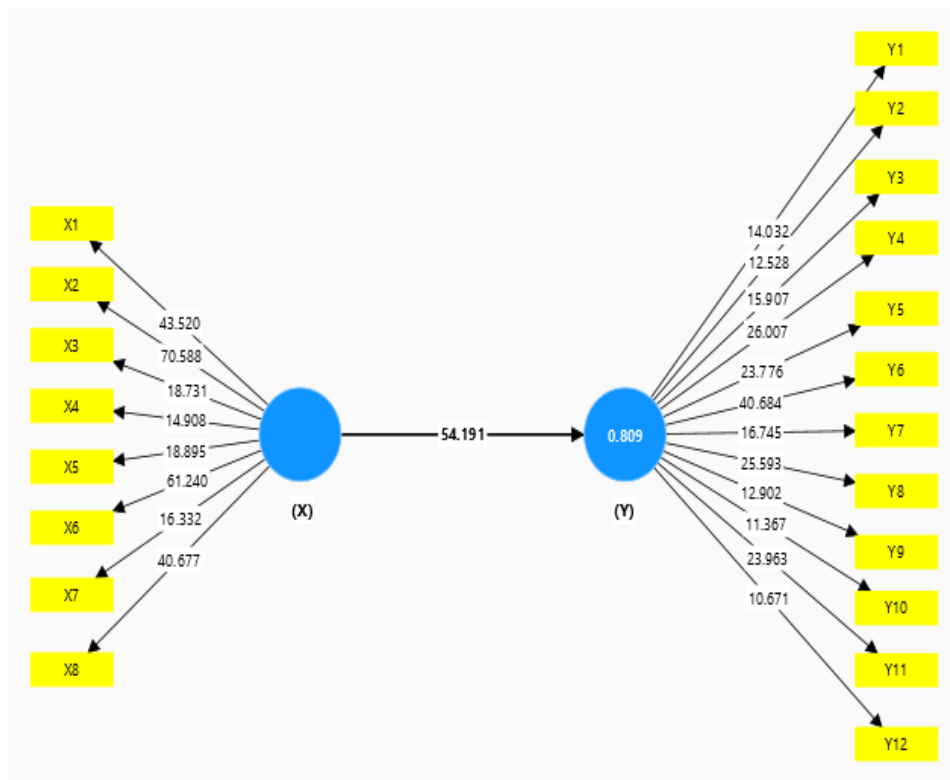 X1
X2
X3
X4
X5
X6
X7
X8
43.520
70.588
18.731
14.908
18.895
61.240
16.332
40.677
(X)
54.191
0.809
(Y)
14.032
12.528
15.907
26.007
23.776
40.684
16.745
25.593
12.902
11.367
23.963
10.671
Y1
Y2
Y3
Y4
Y5
Y6
Y7
Y8
Y9
Y10
Y11
Y12